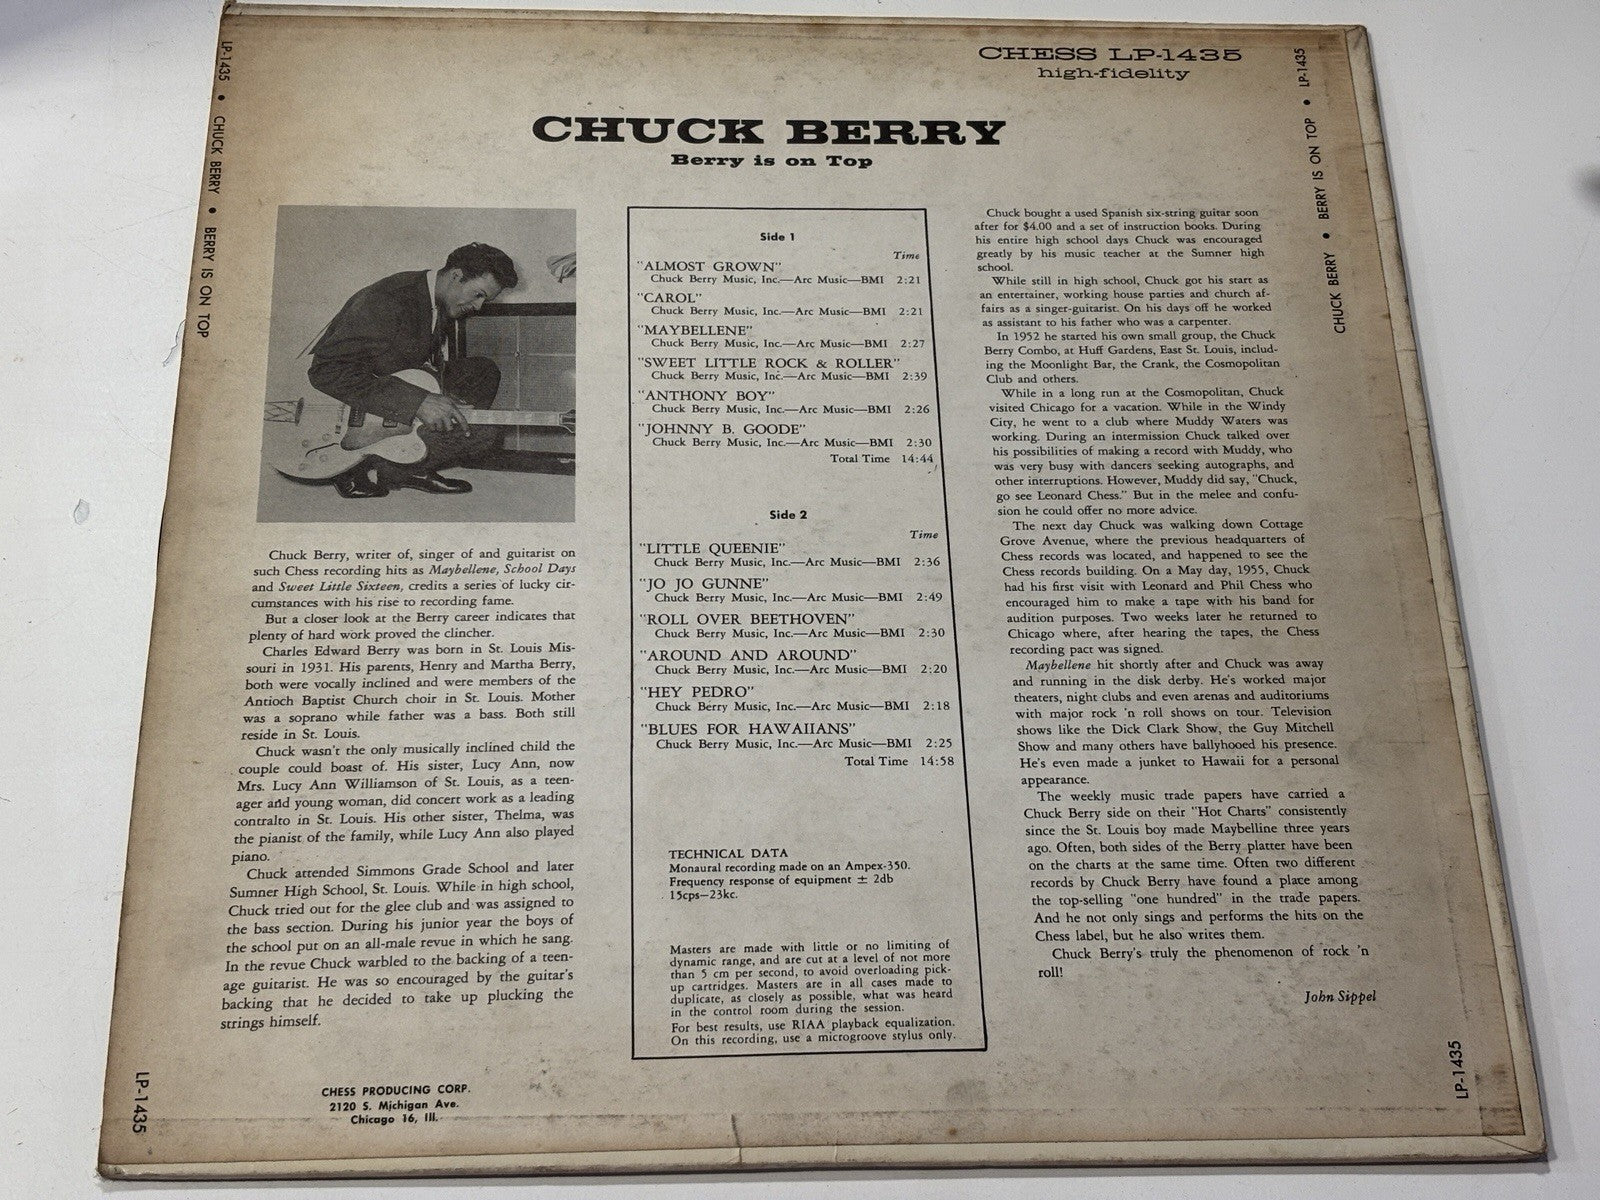 CHESS LP-1435
high-fidelity
CHUCK BERRY
Berry is on Top
LP-1435 • CHUCK BERRY • BERRY IS ON TOP
Chuck Berry, writer of, singer of and guitarist on
such Chess recording hits as Maybellene, School Days
and Sweet Little Sixteen, credits a series of lucky cir-
cumstances with his rise to recording fame.
But a closer look at the Berry career indicates that
plenty of hard work proved the clincher.
Charles Edward Berry was born in St. Louis Mis-
souri in 1931. His parents, Henry and Martha Berry,
both were vocally inclined and were members of the
Antioch Baptist Church choir in St. Louis. Mother
was a soprano while father was a bass. Both still
reside in St. Louis.
Chuck wasn't the only musically inclined child the
couple could boast of. His sister, Lucy Ann, now
Mrs. Lucy Ann Williamson of St. Louis, as a teen-
ager and young woman, did concert work as a leading
contralto in St. Louis. His other sister, Thelma, was
the pianist of the family, while Lucy Ann also played
piano.
Chuck attended Simmons Grade School and later
Sumner High School, St. Louis. While in high school,
Chuck tried out for the glee club and was assigned to
the bass section. During his junior year the boys of
the school put on an all-male revue in which he sang.
In the revue Chuck warbled to the backing of a teen-
age guitarist. He was so encouraged by the guitar's
backing that he decided to take up plucking the
strings himself.
CHESS PRODUCING CORP.
2120 S. Michigan Ave.
Chicago 16, Ill.
LP-1435
Side 1
Time
"ALMOST GROWN"
Chuck Berry Music, Inc.—Arc Music—BMI 2:21
"CAROL"
Chuck Berry Music, Inc.—Arc Music—BMI 2:21
"MAYBELLENE"
Chuck Berry Music, Inc.—Arc Music—BMI 2:27
"SWEET LITTLE ROCK & ROLLER"
Chuck Berry Music, Inc.—Arc Music—BMI 2:39
"ANTHONY BOY"
Chuck Berry Music, Inc.—Arc Music—BMI 2:26
"JOHNNY B. GOODE"
Chuck Berry Music, Inc.—Arc Music—BMI 2:30
Total Time 14:44
Side 2
Time
"LITTLE QUEENIE"
Chuck Berry Music, Inc.—Arc Music—BMI 2:36
"JO JO GUNNE"
Chuck Berry Music, Inc.—Arc Music—BMI 2:49
"ROLL OVER BEETHOVEN"
Chuck Berry Music, Inc.—Arc Music—BMI 2:30
"AROUND AND AROUND"
Chuck Berry Music, Inc.—Arc Music—BMI 2:20
"HEY PEDRO"
Chuck Berry Music, Inc.—Arc Music—BMI 2:18
"BLUES FOR HAWAIIANS"
Chuck Berry Music, Inc.—Arc Music—BMI 2:25
Total Time 14:58
TECHNICAL DATA
Monaural recording made on an Ampex-350.
Frequency response of equipment ± 2db
15cps—23kc.
Masters are made with little or no limiting of
dynamic range, and are cut at a level of not more
than 5 cm per second, to avoid overloading pick-
up cartridges. Masters are in all cases made to
duplicate, as closely as possible, what was heard
in the control room during the session.
For best results, use RIAA playback equalization.
On this recording, use a microgroove stylus only.
Chuck bought a used Spanish six-string guitar soon
after for $4.00 and a set of instruction books. During
his entire high school days Chuck was encouraged
greatly by his music teacher at the Sumner high
school.
While still in high school, Chuck got his start as
an entertainer, working house parties and church af-
fairs as a singer-guitarist. On his days off he worked
as assistant to his father who was a carpenter.
In 1952 he started his own small group, the Chuck
Berry Combo, at Huff Gardens, East St. Louis, includ-
ing the Moonlight Bar, the Crank, the Cosmopolitan
Club and others.
While in a long run at the Cosmopolitan, Chuck
visited Chicago for a vacation. While in the Windy
City, he went to a club where Muddy Waters was
working. During an intermission Chuck talked over
his possibilities of making a record with Muddy, who
was very busy with dancers seeking autographs, and
other interruptions. However, Muddy did say, "Chuck,
go see Leonard Chess." But in the melee and confu-
sion he could offer no more advice.
The next day Chuck was walking down Cottage
Grove Avenue, where the previous headquarters of
Chess records was located, and happened to see the
Chess records building. On a May day, 1955, Chuck
had his first visit with Leonard and Phil Chess who
encouraged him to make a tape with his band for
audition purposes. Two weeks later he returned to
Chicago where, after hearing the tapes, the Chess
recording pact was signed.
Maybellene hit shortly after and Chuck was away
and running in the disk derby. He's worked major
theaters, night clubs and even arenas and auditoriums
with major rock 'n roll shows on tour. Television
shows like the Dick Clark Show, the Guy Mitchell
Show and many others have ballyhooed his presence.
He's even made a junket to Hawaii for a personal
appearance.
The weekly music trade papers have carried a
Chuck Berry side on their "Hot Charts" consistently
since the St. Louis boy made Maybelline three years
ago. Often, both sides of the Berry platter have been
on the charts at the same time. Often two different
records by Chuck Berry have found a place among
the top-selling "one hundred" in the trade papers.
And he not only sings and performs the hits on the
Chess label, but he also writes them.
Chuck Berry's truly the phenomenon of rock 'n
roll!
John Sippel
CHUCK BERRY • BERRY IS ON TOP • LP-1435
LP-1435